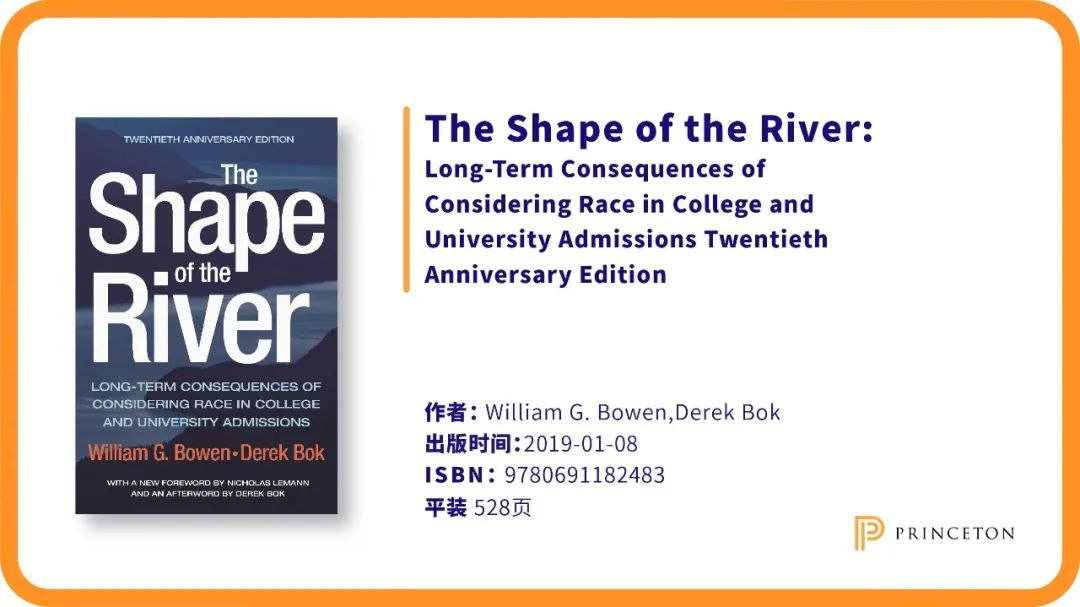 TWENTIETH ANNIVERSARY EDITION
The
Shape
of the
River
LONG-TERM CONSEQUENCES OF
CONSIDERING RACE IN COLLEGE
AND UNIVERSITY ADMISSIONS
William G. Bowen•Derek Bok
WITH A NEW FOREWORD BY NICHOLAS LEMANN
AND AN AFTERWORD BY DEREK BOK
The Shape of the River:
Long-Term Consequences of
Considering Race in College and
University Admissions Twentieth
Anniversary Edition
作者： William G. Bowen,Derek Bok
出版时间：2019-01-08
ISBN： 9780691182483
平装 528页
PRINCETON